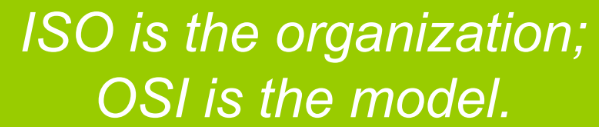 ISO is the organization;
OSI is the model.